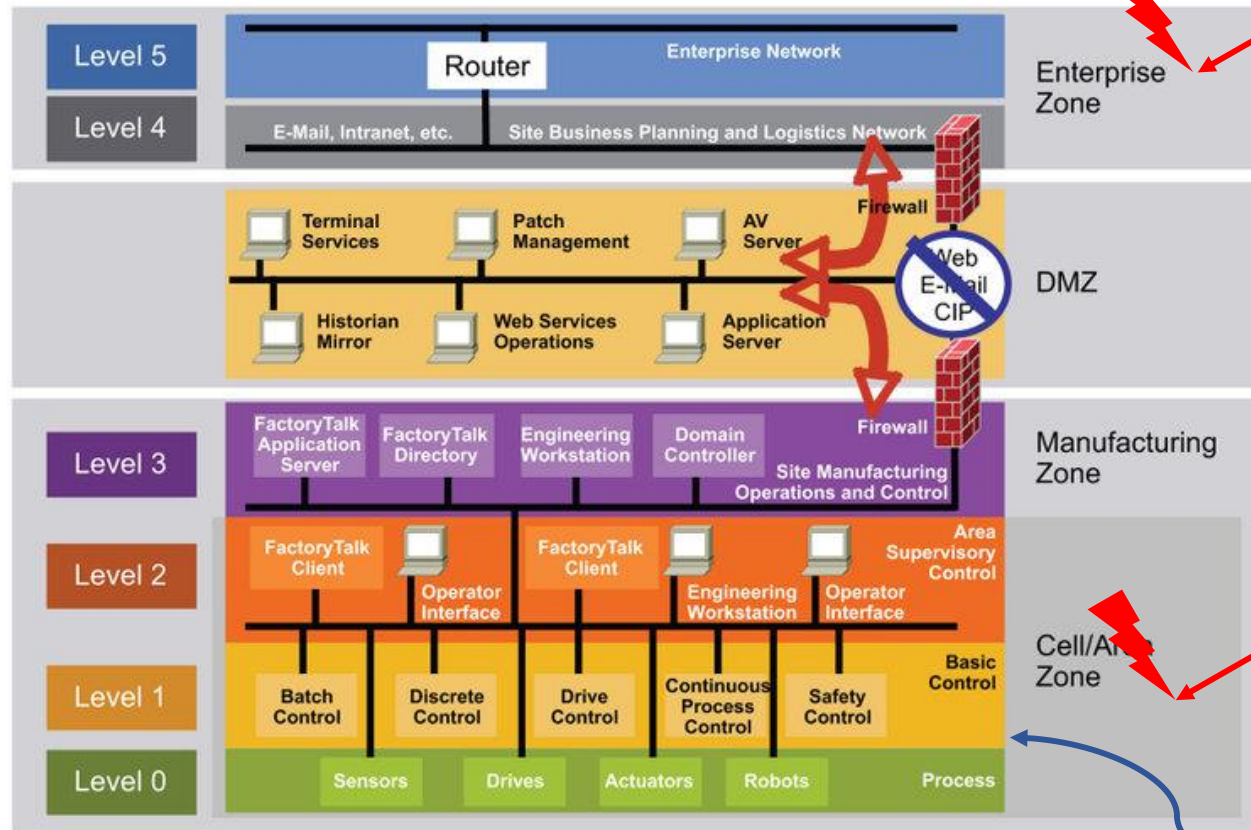 Level 5
Router
Enterprise Network
Enterprise
Zone
Level 4
E-Mail, Intranet, etc.
Site Business Planning and Logistics Network
Firewall
Terminal
Services
Patch
Management
AV
Server
Web
E-Mail
CIP
DMZ
Historian
Mirror
Web Services
Operations
Application
Server
Level 3
FactoryTalk
Application
Server
FactoryTalk
Directory
Engineering
Workstation
Domain
Controller
Firewall
Site Manufacturing
Operations and Control
Manufacturing
Zone
Level 2
FactoryTalk
Client
Operator
Interface
FactoryTalk
Client
Engineering
Workstation
Operator
Interface
Area
Supervisory
Control
Cell/Area
Zone
Level 1
Batch
Control
Discrete
Control
Drive
Control
Continuous
Process
Control
Safety
Control
Basic
Control
Level 0
Sensors
Drives
Actuators
Robots
Process